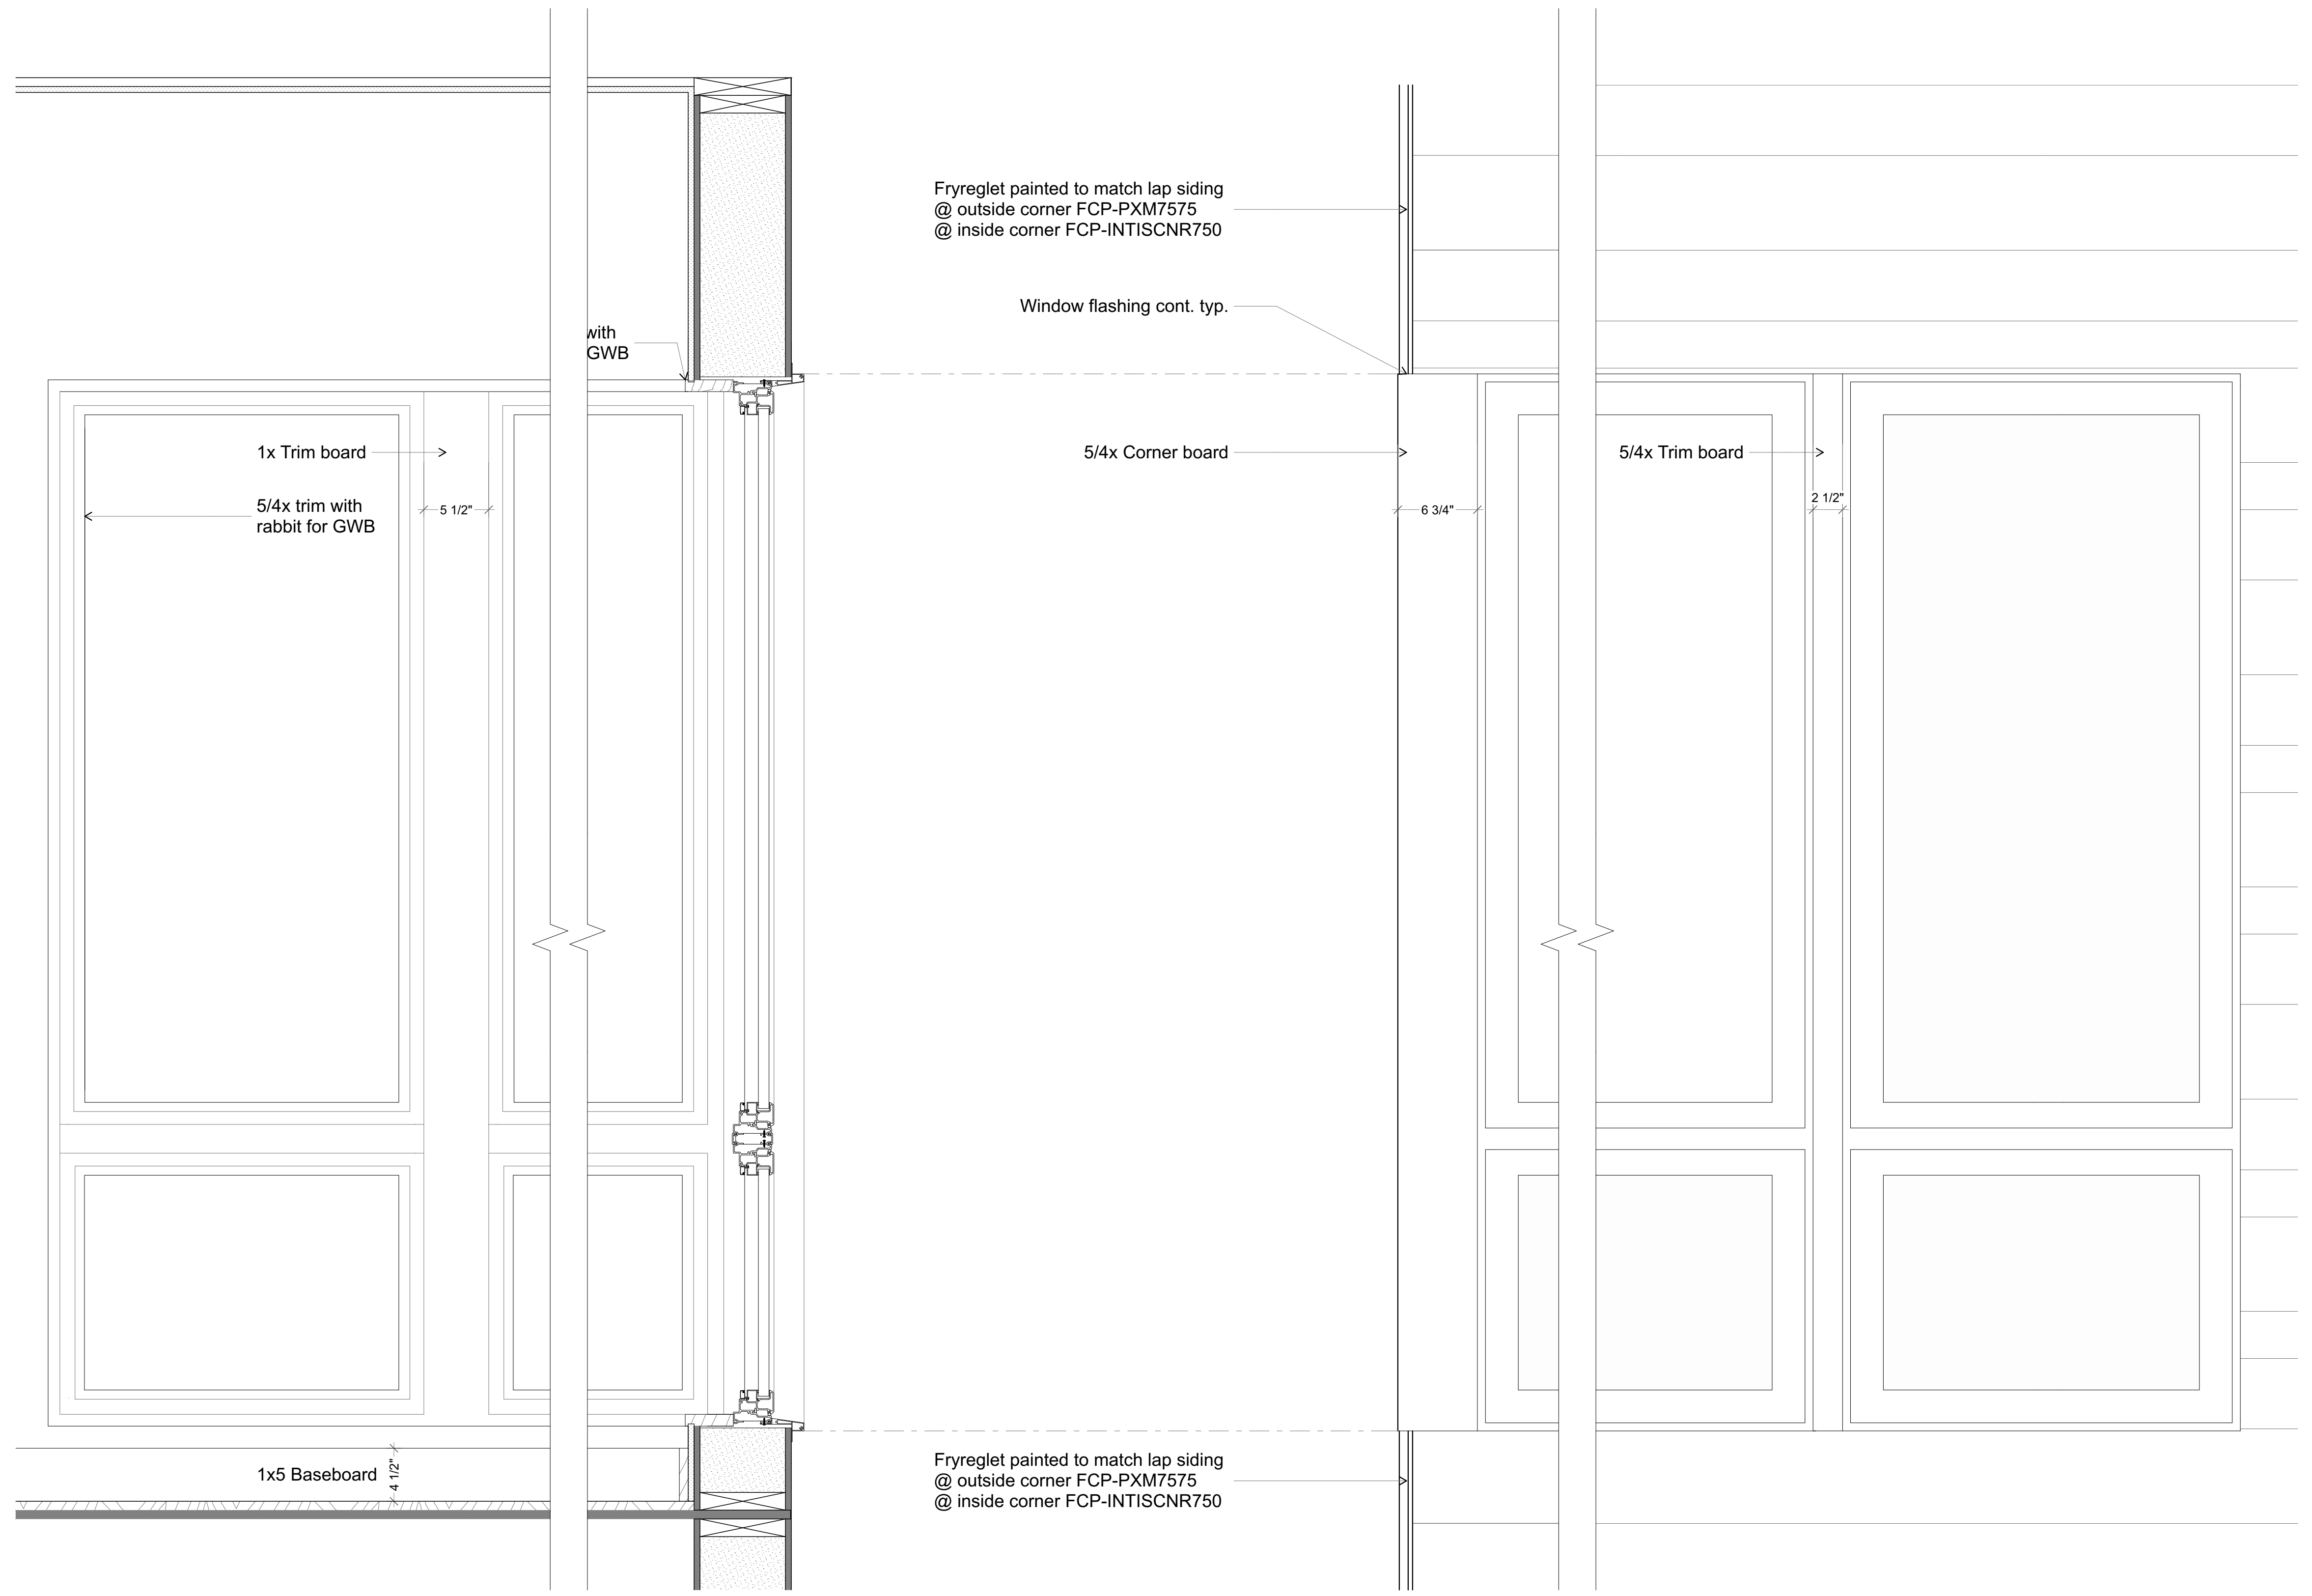 Fryreglet painted to match lap siding
@ outside corner FCP-PXM7575
@ inside corner FCP-INTISCNR750
Window flashing cont. typ.
with
GWB
1x Trim board
5/4x trim with
rabbit for GWB
5 1/2"
5/4x Corner board
6 3/4"
5/4x Trim board
2 1/2"
1x5 Baseboard
4 1/2"
Fryreglet painted to match lap siding
@ outside corner FCP-PXM7575
@ inside corner FCP-INTISCNR750